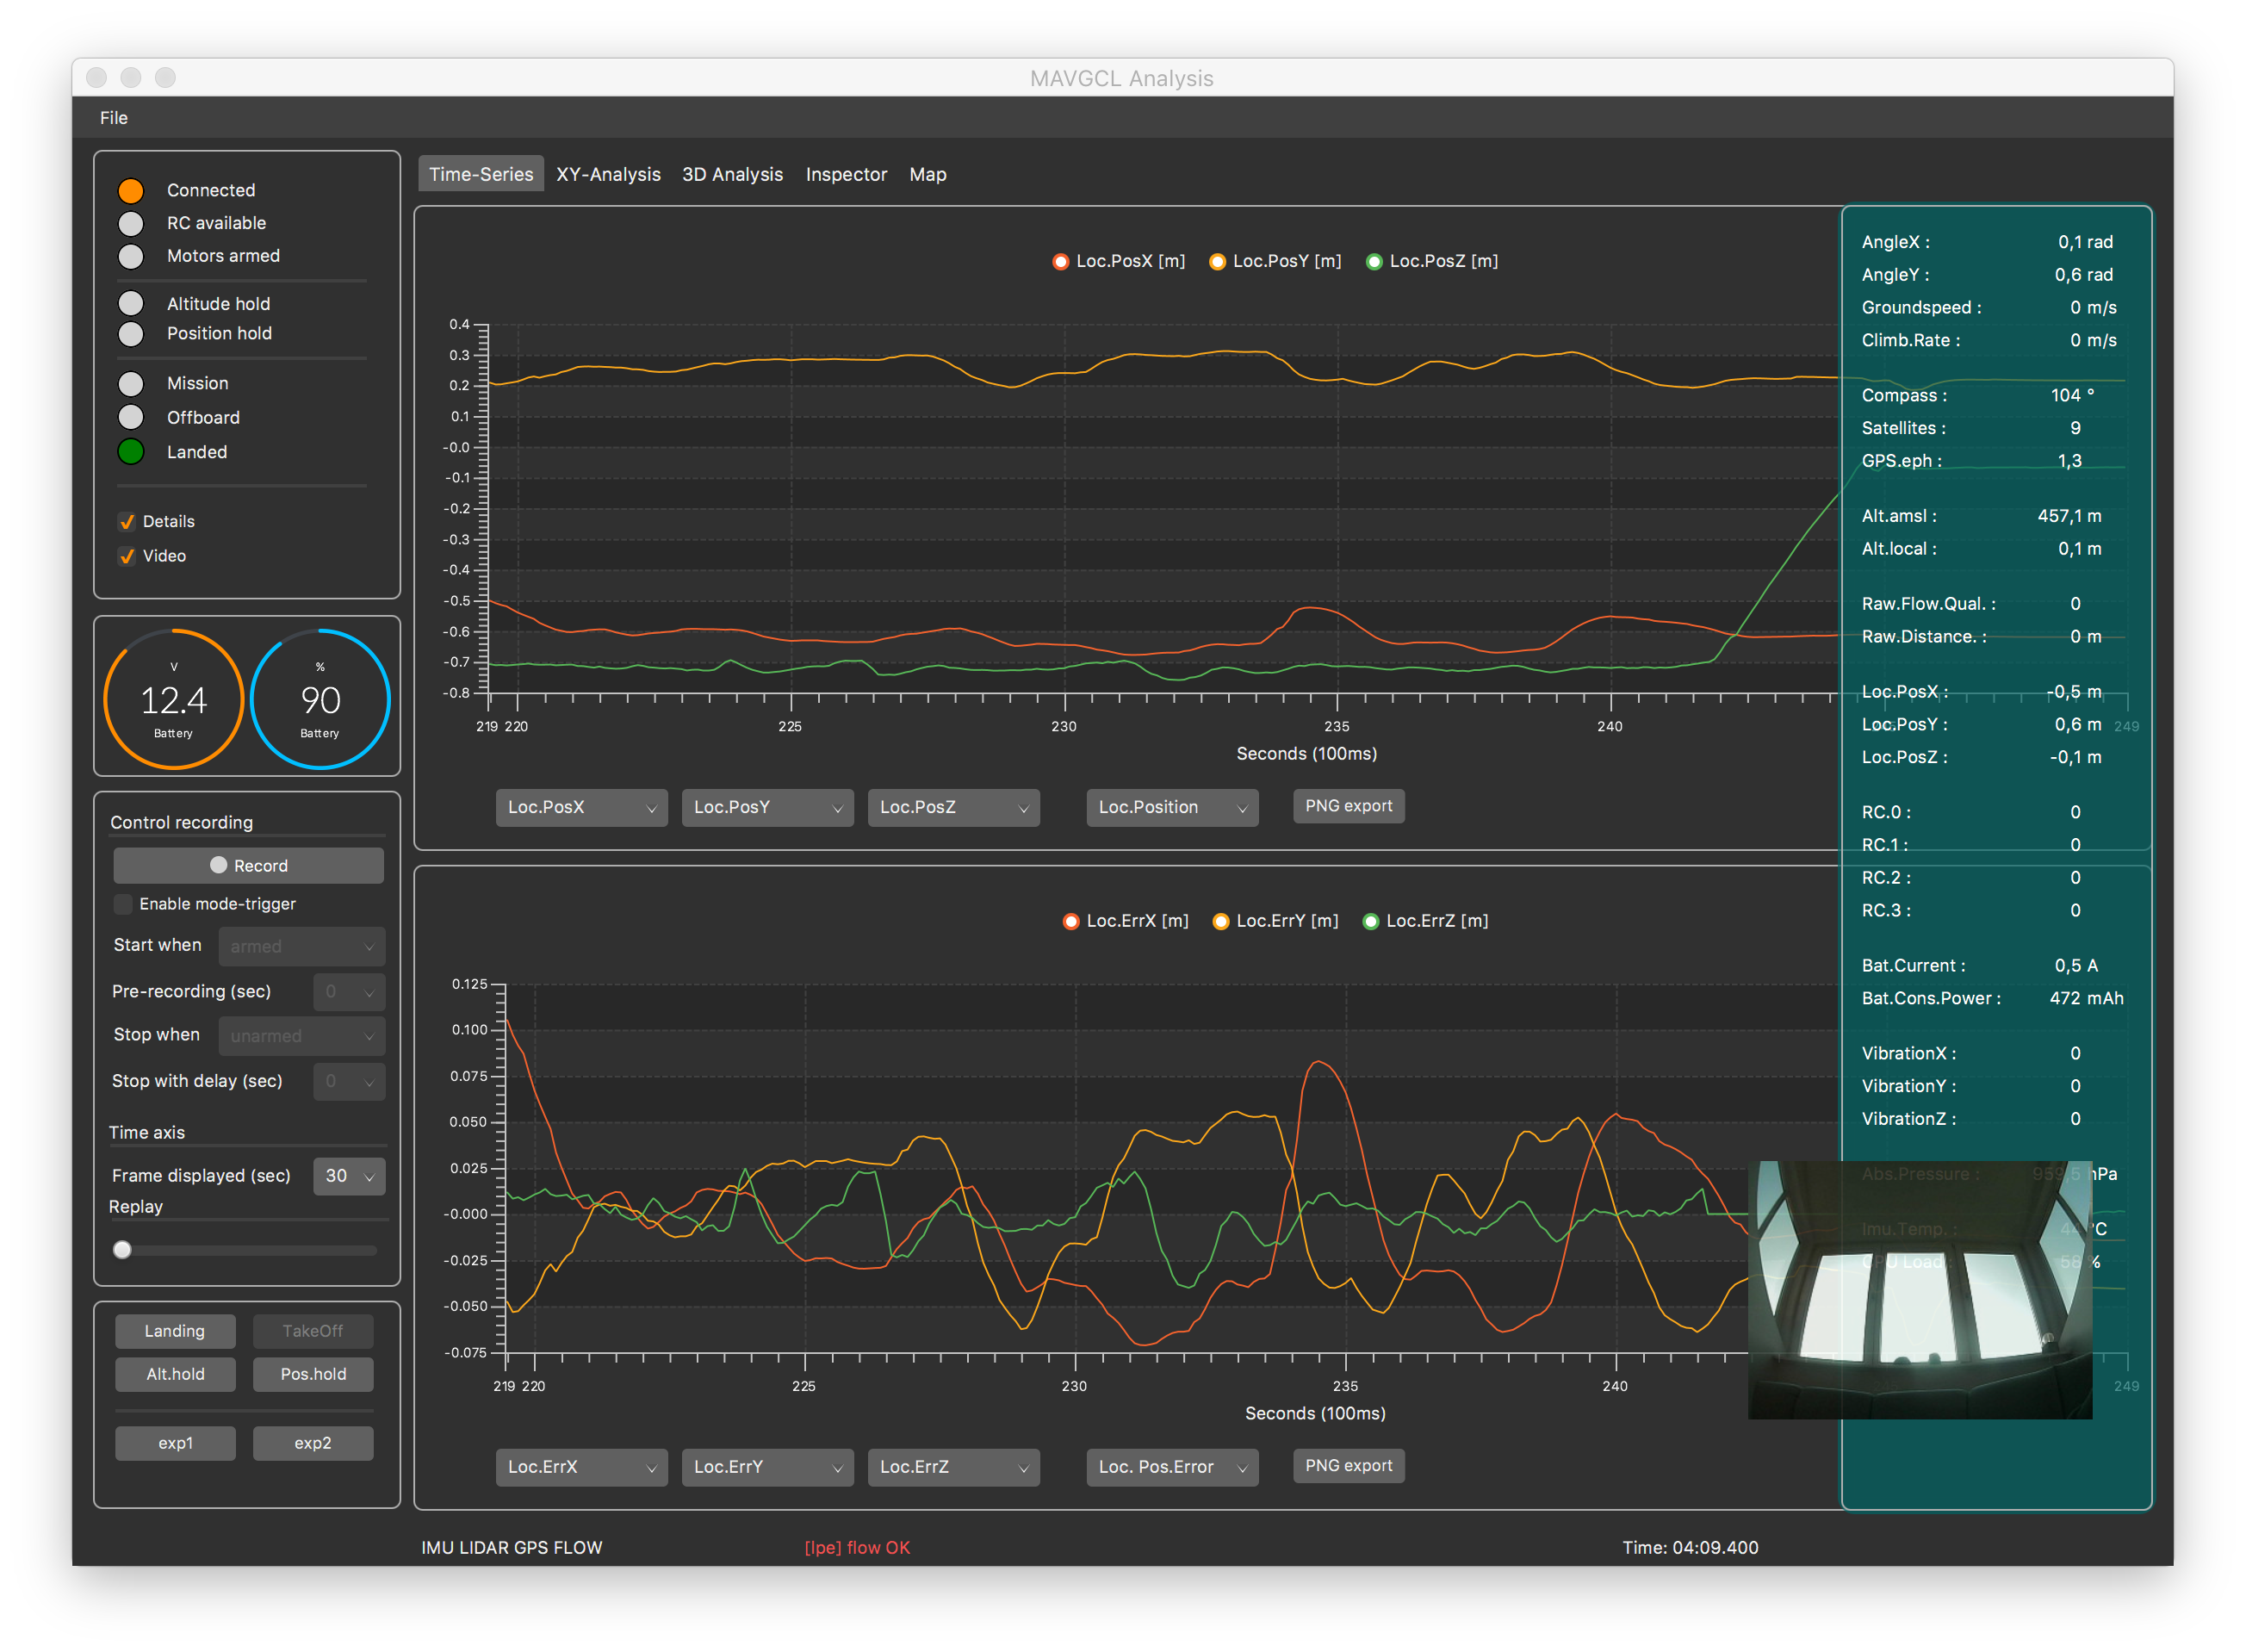 MAVGCL Analysis
File
Connected
RC available
Motors armed
Altitude hold
Position hold
Mission
Offboard
Landed
Details
Video
V
12.4
Battery
%
90
Battery
Control recording
Record
Enable mode-trigger
Start when armed
Pre-recording (sec) 0
Stop when unarmed
Stop with delay (sec) 0
Time axis
Frame displayed (sec) 30
Replay
Landing TakeOff
Alt.hold Pos.hold
exp1 exp2
Time-Series XY-Analysis 3D Analysis Inspector Map
Loc.PosX [m] Loc.PosY [m] Loc.PosZ [m]
0.4
0.3
0.2
0.1
-0.0
-0.1
-0.2
-0.3
-0.4
-0.5
-0.6
-0.7
-0.8
219 220 225 230 235 240 249
Seconds (100ms)
Loc.PosX Loc.PosY Loc.PosZ Loc.Position PNG export
Loc.ErrX [m] Loc.ErrY [m] Loc.ErrZ [m]
0.125
0.100
0.075
0.050
0.025
-0.000
-0.025
-0.050
-0.075
219 220 225 230 235 240 249
Seconds (100ms)
Loc.ErrX Loc.ErrY Loc.ErrZ Loc. Pos.Error PNG export
AngleX : 0,1 rad
AngleY : 0,6 rad
Groundspeed : 0 m/s
Climb.Rate : 0 m/s
Compass : 104 °
Satellites : 9
GPS.eph : 1,3
Alt.amsl : 457,1 m
Alt.local : 0,1 m
Raw.Flow.Qual. : 0
Raw.Distance. : 0 m
Loc.PosX : -0,5 m
Loc.PosY : 0,6 m
Loc.PosZ : -0,1 m
RC.0 : 0
RC.1 : 0
RC.2 : 0
RC.3 : 0
Bat.Current : 0,5 A
Bat.Cons.Power : 472 mAh
VibrationX : 0
VibrationY : 0
VibrationZ : 0
Abs.Pressure : 959,5 hPa
Imu.Temp. : °C
CPU Load : 58 %
IMU LIDAR GPS FLOW
[lpe] flow OK
Time: 04:09.400